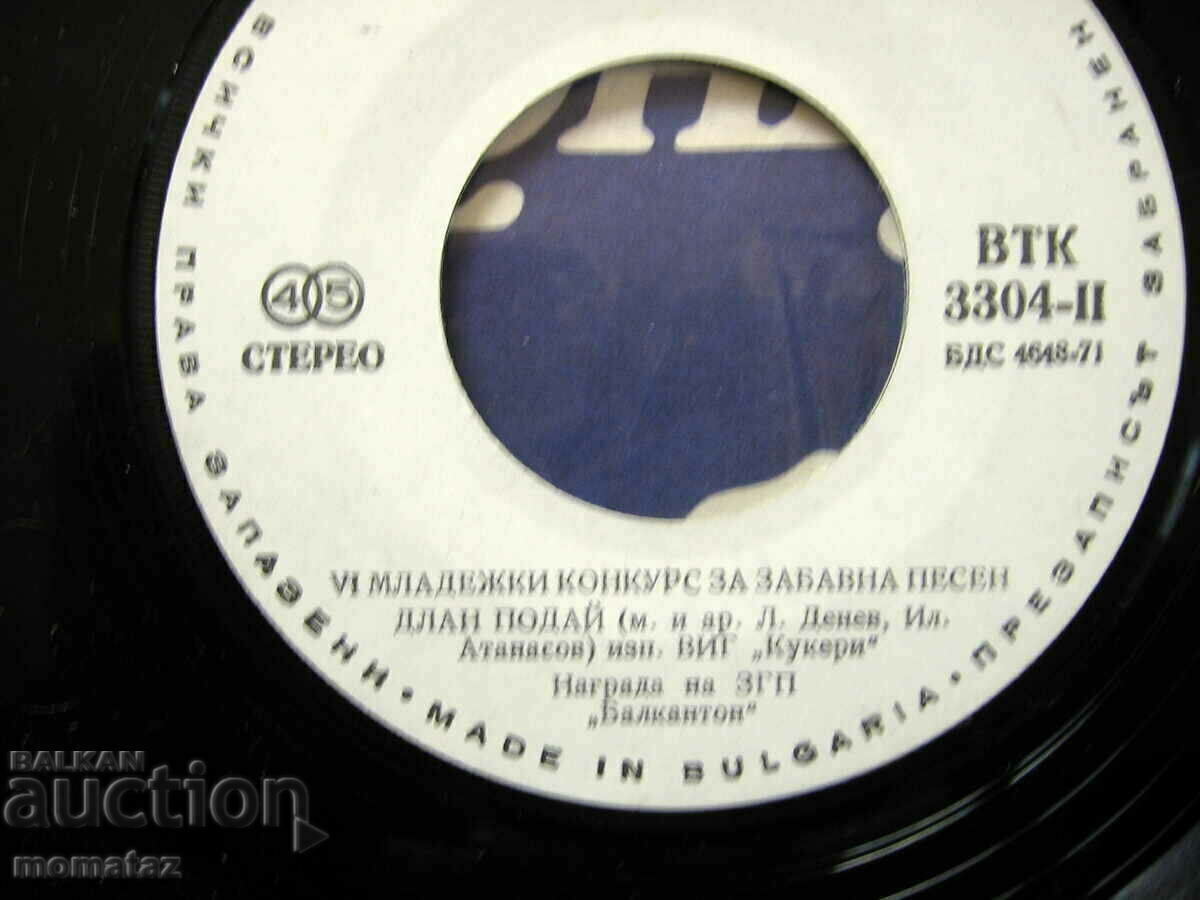 ВСИЧКИ ПРАВА ЗАПАЗЕНИ • MADE IN BULGARIA • ПРЕЗАПИСЪТ ЗАБРАНЕН
45
СТЕРЕО
ВТК
3304-II
БДС 4648-71
VI МЛАДЕЖКИ КОНКУРС ЗА ЗАБАВНА ПЕСЕН
ДЛАН ПОДАЙ (м. и ар. Л. Денев, Ил.
Атанасов) изп. ВИГ „Кукери"
Награда на ЗГП
„Балкантон"
BALKAN
auction
momataz